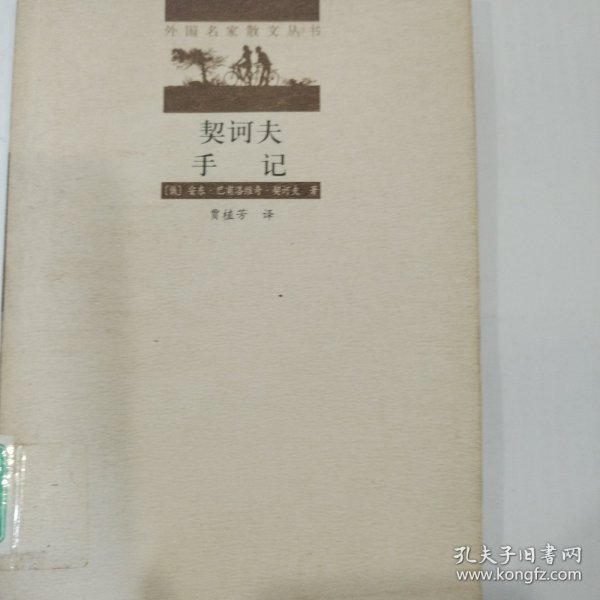 外国名家散文丛书
契诃夫
手记
[俄]安东·巴甫洛维奇·契诃夫 著
贾植芳 译
孔夫子旧书网
www.kongfz.com